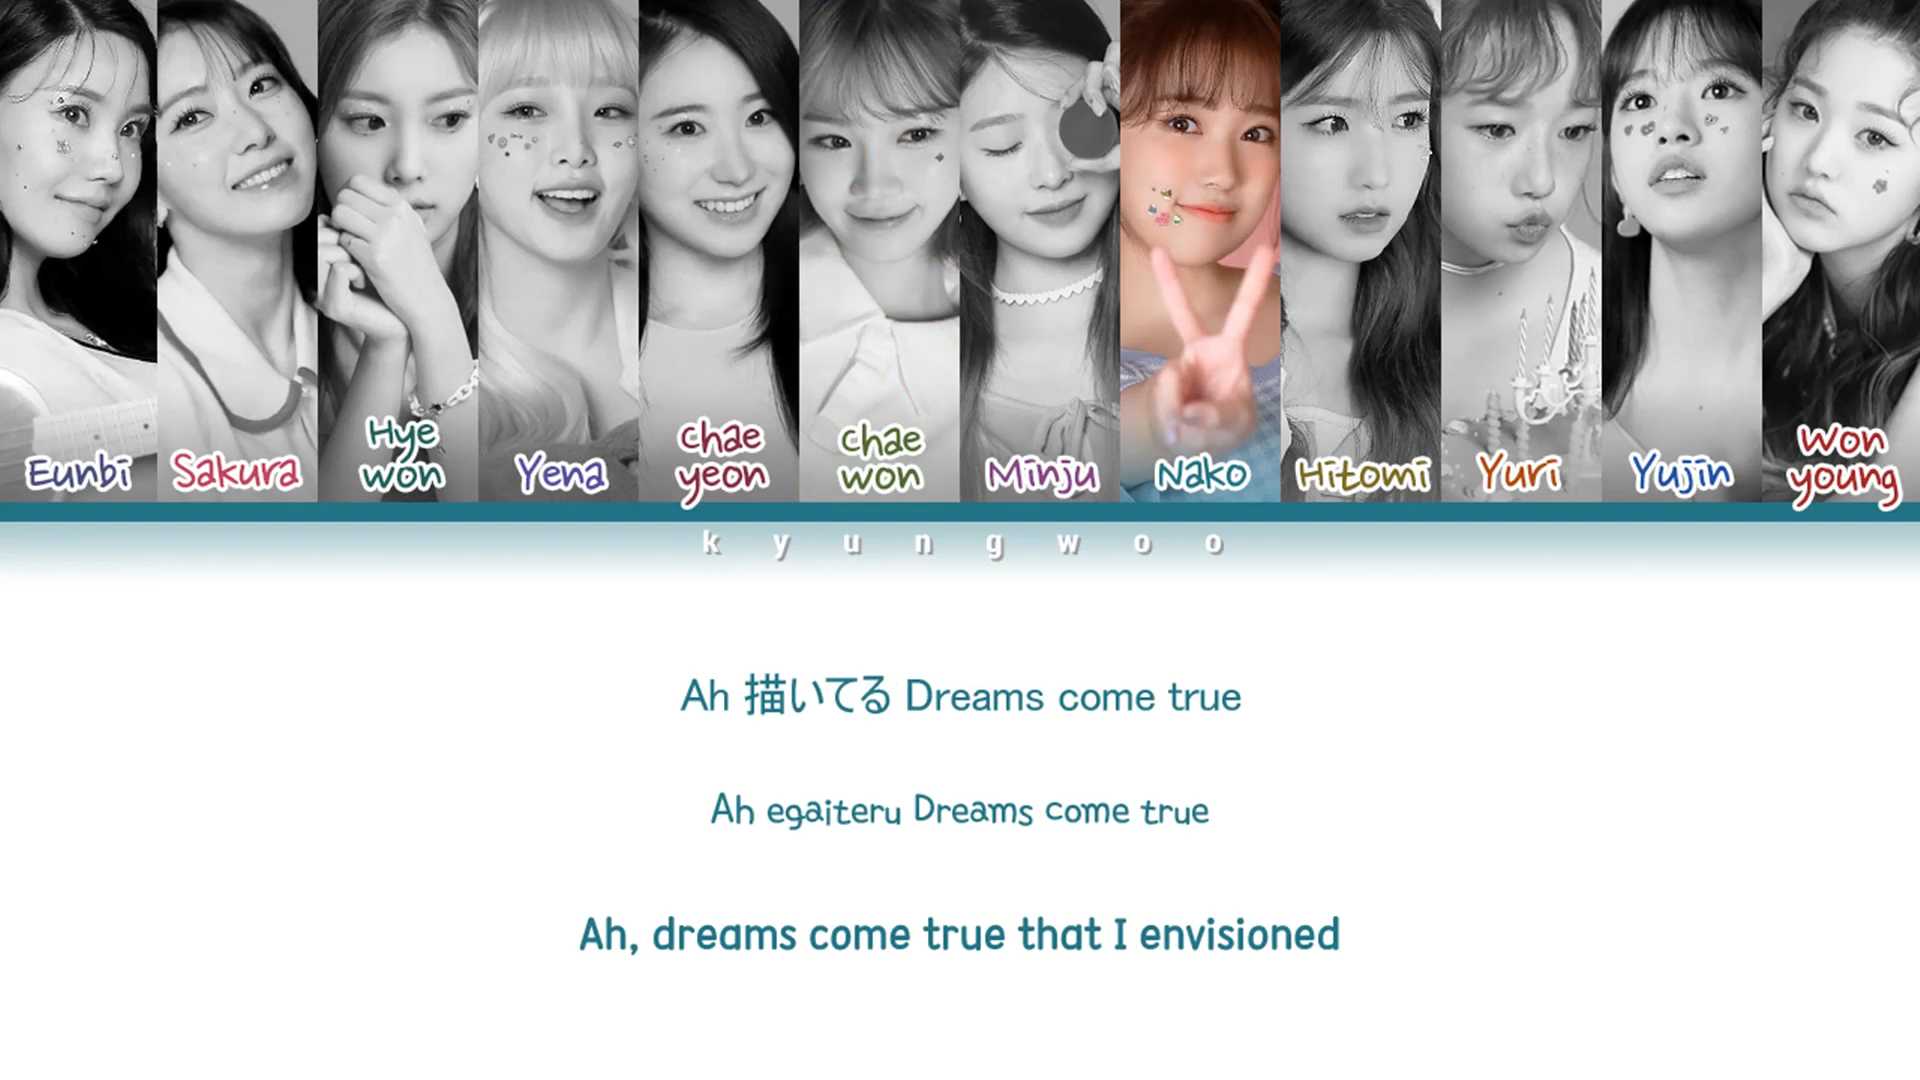 Eunbi
Sakura
Hye
won
Yena
chae
yeon
chae
won
Minju
Nako
Hitomi
Yuri
Yujin
won
young
kyungwoo
Ah 描いてる Dreams come true
Ah egaiteru Dreams come true
Ah, dreams come true that I envisioned